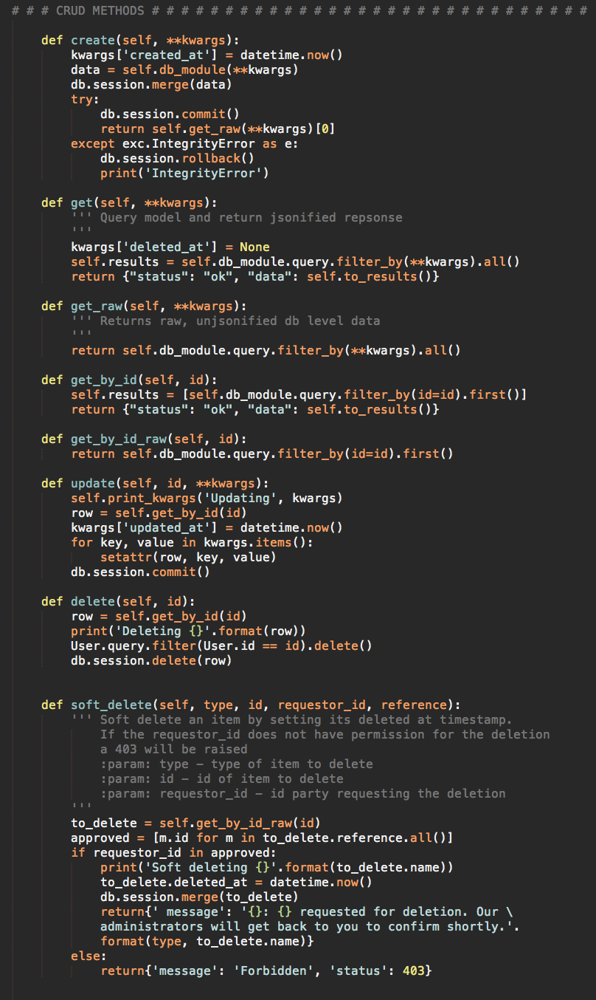 # # # CRUD METHODS # # # # # # # # # # # # # # # # # # # # # # # # # # # # # #
def create(self, **kwargs):
kwargs['created_at'] = datetime.now()
data = self.db_module(**kwargs)
db.session.merge(data)
try:
db.session.commit()
return self.get_raw(**kwargs)[0]
except exc.IntegrityError as e:
db.session.rollback()
print('IntegrityError')
def get(self, **kwargs):
''' Query model and return jsonified repsonse
'''
kwargs['deleted_at'] = None
self.results = self.db_module.query.filter_by(**kwargs).all()
return {"status": "ok", "data": self.to_results()}
def get_raw(self, **kwargs):
''' Returns raw, unjsonified db level data
'''
return self.db_module.query.filter_by(**kwargs).all()
def get_by_id(self, id):
self.results = [self.db_module.query.filter_by(id=id).first()]
return {"status": "ok", "data": self.to_results()}
def get_by_id_raw(self, id):
return self.db_module.query.filter_by(id=id).first()
def update(self, id, **kwargs):
self.print_kwargs('Updating', kwargs)
row = self.get_by_id(id)
kwargs['updated_at'] = datetime.now()
for key, value in kwargs.items():
setattr(row, key, value)
db.session.commit()
def delete(self, id):
row = self.get_by_id(id)
print('Deleting {}'.format(row))
User.query.filter(User.id == id).delete()
db.session.delete(row)
def soft_delete(self, type, id, requestor_id, reference):
''' Soft delete an item by setting its deleted at timestamp.
If the requestor_id does not have permission for the deletion
a 403 will be raised
:param: type – type of item to delete
:param: id – id of item to delete
:param: requestor_id – id party requesting the deletion
'''
to_delete = self.get_by_id_raw(id)
approved = [m.id for m in to_delete.reference.all()]
if requestor_id in approved:
print('Soft deleting {}'.format(to_delete.name))
to_delete.deleted_at = datetime.now()
db.session.merge(to_delete)
return{' message': '{}: {} requested for deletion. Our \
administrators will get back to you to confirm shortly.'.
format(type, to_delete.name)}
else:
return{'message': 'Forbidden', 'status': 403}